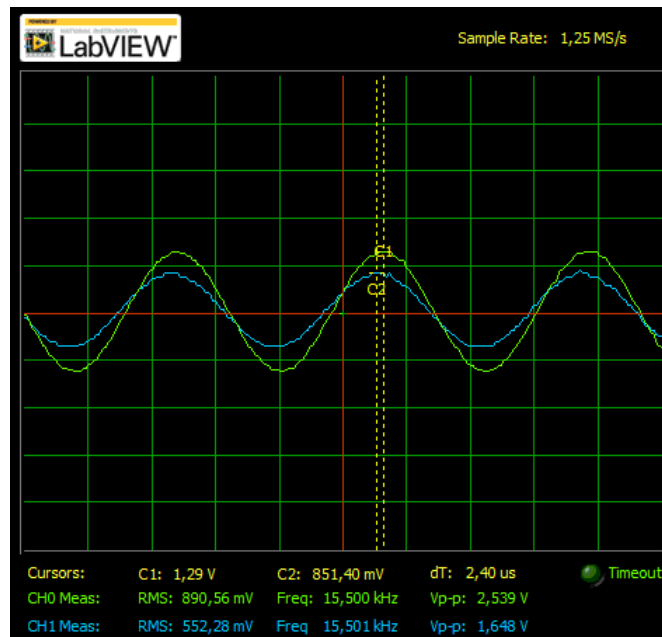 POWERED BY
NATIONAL INSTRUMENTS
LabVIEW™
Sample Rate: 1,25 MS/s
C1
C2
Cursors: C1: 1,29 V C2: 851,40 mV dT: 2,40 us Timeout
CH0 Meas: RMS: 890,56 mV Freq: 15,500 kHz Vp-p: 2,539 V
CH1 Meas: RMS: 552,28 mV Freq 15,501 kHz Vp-p: 1,648 V